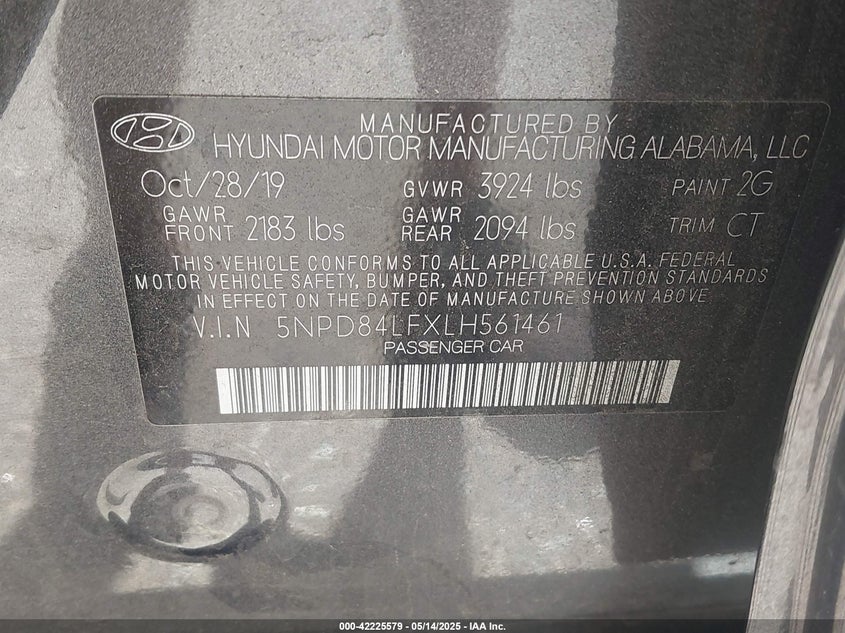 MANUFACTURED BY
HYUNDAI MOTOR MANUFACTURING ALABAMA, LLC
Oct/28/19 GVWR 3924 lbs PAINT 2G
GAWR FRONT 2183 lbs GAWR REAR 2094 lbs TRIM CT
THIS VEHICLE CONFORMS TO ALL APPLICABLE U.S.A. FEDERAL
MOTOR VEHICLE SAFETY, BUMPER, AND THEFT PREVENTION STANDARDS
IN EFFECT ON THE DATE OF MANUFACTURE SHOWN ABOVE
V.I.N 5NPD84LFXLH561461
PASSENGER CAR
000-42225579 - 05/14/2025 - IAA Inc.